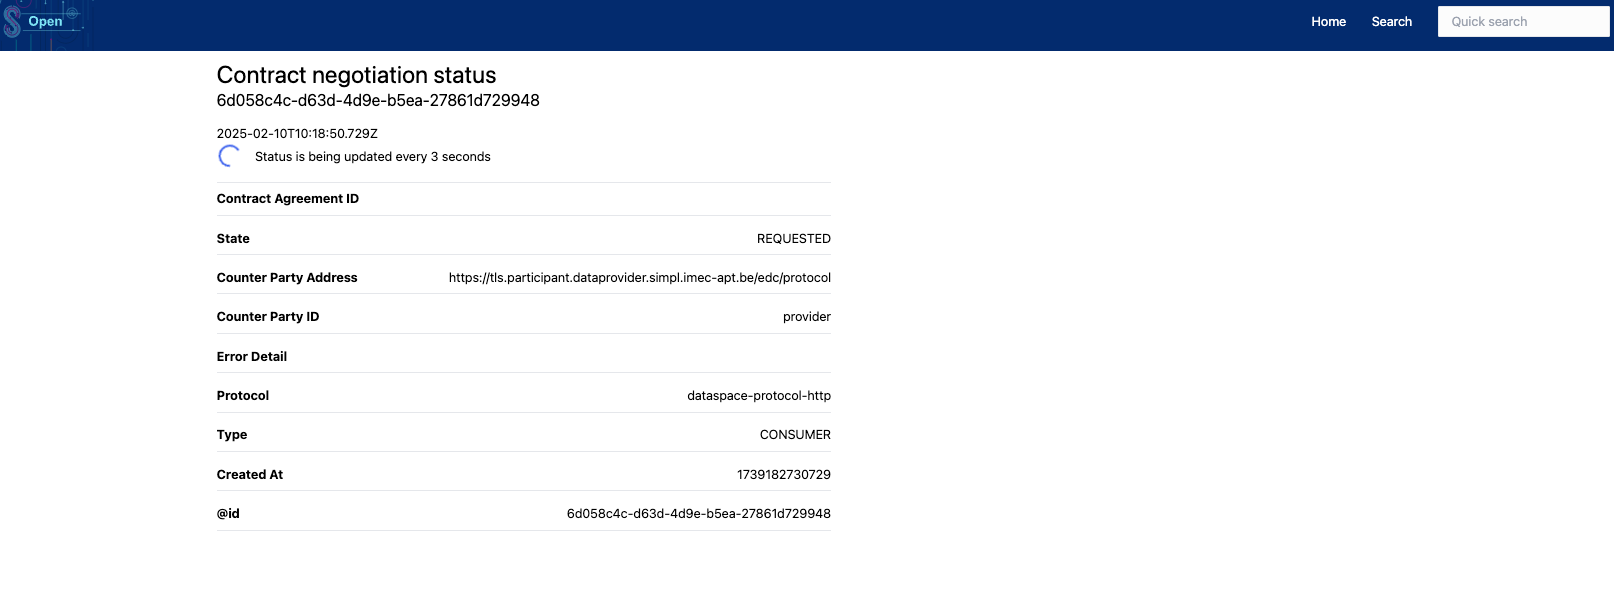 Open
Home
Search
Quick search
Contract negotiation status
6d058c4c-d63d-4d9e-b5ea-27861d729948
2025-02-10T10:18:50.729Z
Status is being updated every 3 seconds
Contract Agreement ID
State REQUESTED
Counter Party Address https://tls.participant.dataprovider.simpl.imec-apt.be/edc/protocol
Counter Party ID provider
Error Detail
Protocol dataspace-protocol-http
Type CONSUMER
Created At 1739182730729
@id 6d058c4c-d63d-4d9e-b5ea-27861d729948